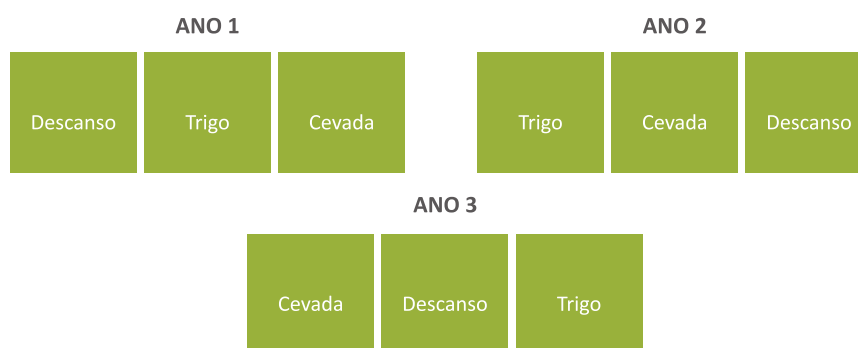 ANO 1
Descanso Trigo Cevada
ANO 2
Trigo Cevada Descanso
ANO 3
Cevada Descanso Trigo